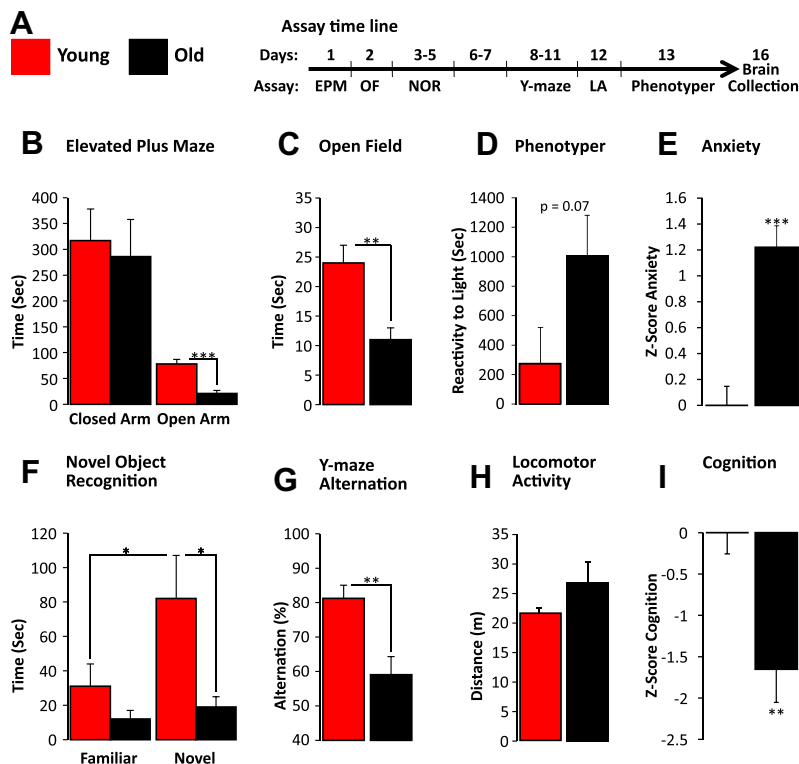 A
Young
Old
Assay time line
Days: 1 2 3-5 6-7 8-11 12 13 16
Brain
Assay: EPM OF NOR Y-maze LA Phenotyper Collection
B Elevated Plus Maze
Time (Sec)
400
350
300
250
200
150
100
50
0
***
Closed Arm Open Arm
C Open Field
Time (Sec)
35
30
25
20
15
10
5
0
**
D Phenotyper
Reactivity to Light (Sec)
1400
1200
1000
800
600
400
200
0
p = 0.07
E Anxiety
Z-Score Anxiety
1.6
1.4
1.2
1
0.8
0.6
0.4
0.2
0
***
F Novel Object
Recognition
Time (Sec)
120
100
80
60
40
20
0
* *
Familiar Novel
G Y-maze
Alternation
Alternation (%)
100
90
80
70
60
50
40
**
H Locomotor
Activity
Distance (m)
35
30
25
20
15
10
5
0
I Cognition
Z-Score Cognition
0
-0.5
-1
-1.5
-2
-2.5
**